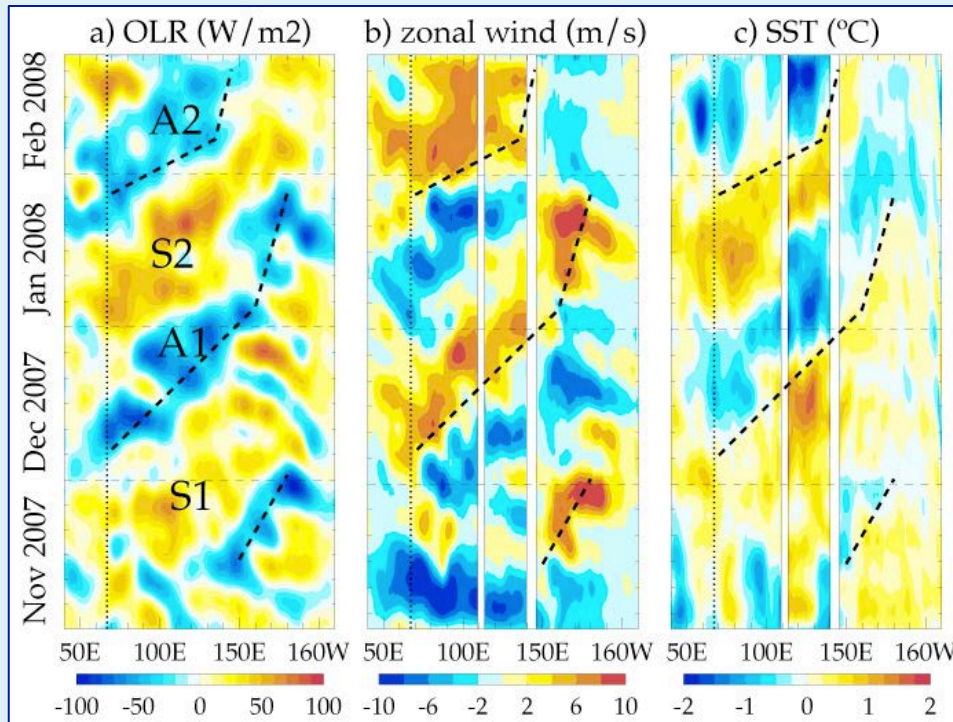 a) OLR (W/m2)
b) zonal wind (m/s)
c) SST (ºC)
Feb 2008
Jan 2008
Dec 2007
Nov 2007
A2
S2
A1
S1
50E 100E 150E 160W
50E 100E 150E 160W
50E 100E 150E 160W
-100 -50 0 50 100
-10 -6 -2 2 6 10
-2 -1 0 1 2